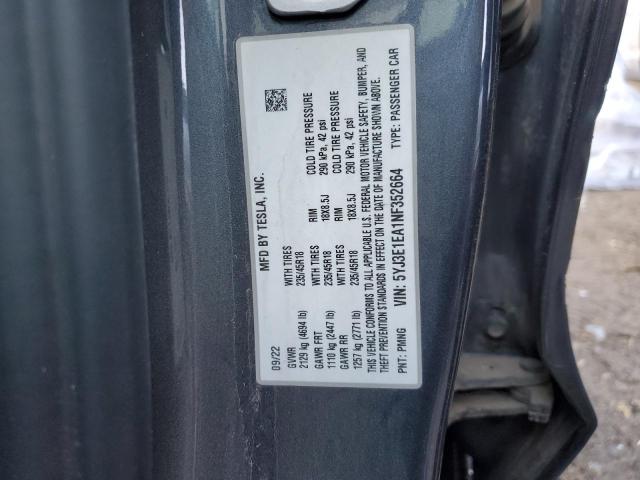 MFD BY TESLA, INC.
09/22
GVWR WITH TIRES RIM COLD TIRE PRESSURE
2129 kg (4694 lb) 235/45R18 18X8.5J 290 kPa, 42 psi
GAWR FRT WITH TIRES RIM COLD TIRE PRESSURE
1110 kg (2447 lb) 235/45R18 18X8.5J 290 kPa, 42 psi
GAWR RR
1257 kg (2771 lb)
THIS VEHICLE CONFORMS TO ALL APPLICABLE U.S. FEDERAL MOTOR VEHICLE SAFETY, BUMPER, AND
THEFT PREVENTION STANDARDS IN EFFECT ON THE DATE OF MANUFACTURE SHOWN ABOVE.
PNT: PMNG VIN: 5YJ3E1EA1NF352664 TYPE: PASSENGER CAR